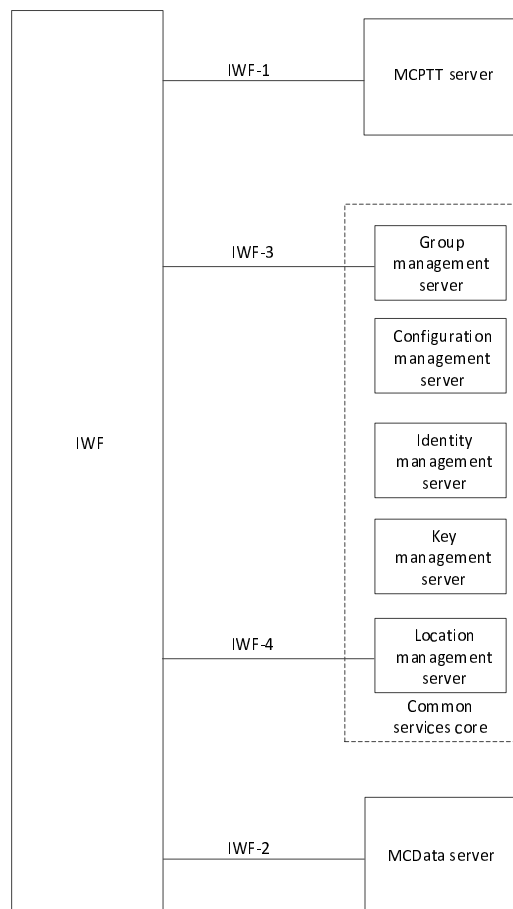 IWF-1
MCPTT server
IWF-3
Group
management
server
Configuration
management
server
IWF
Identity
management
server
Key
management
server
IWF-4
Location
management
server
Common
services core
IWF-2
MCData server